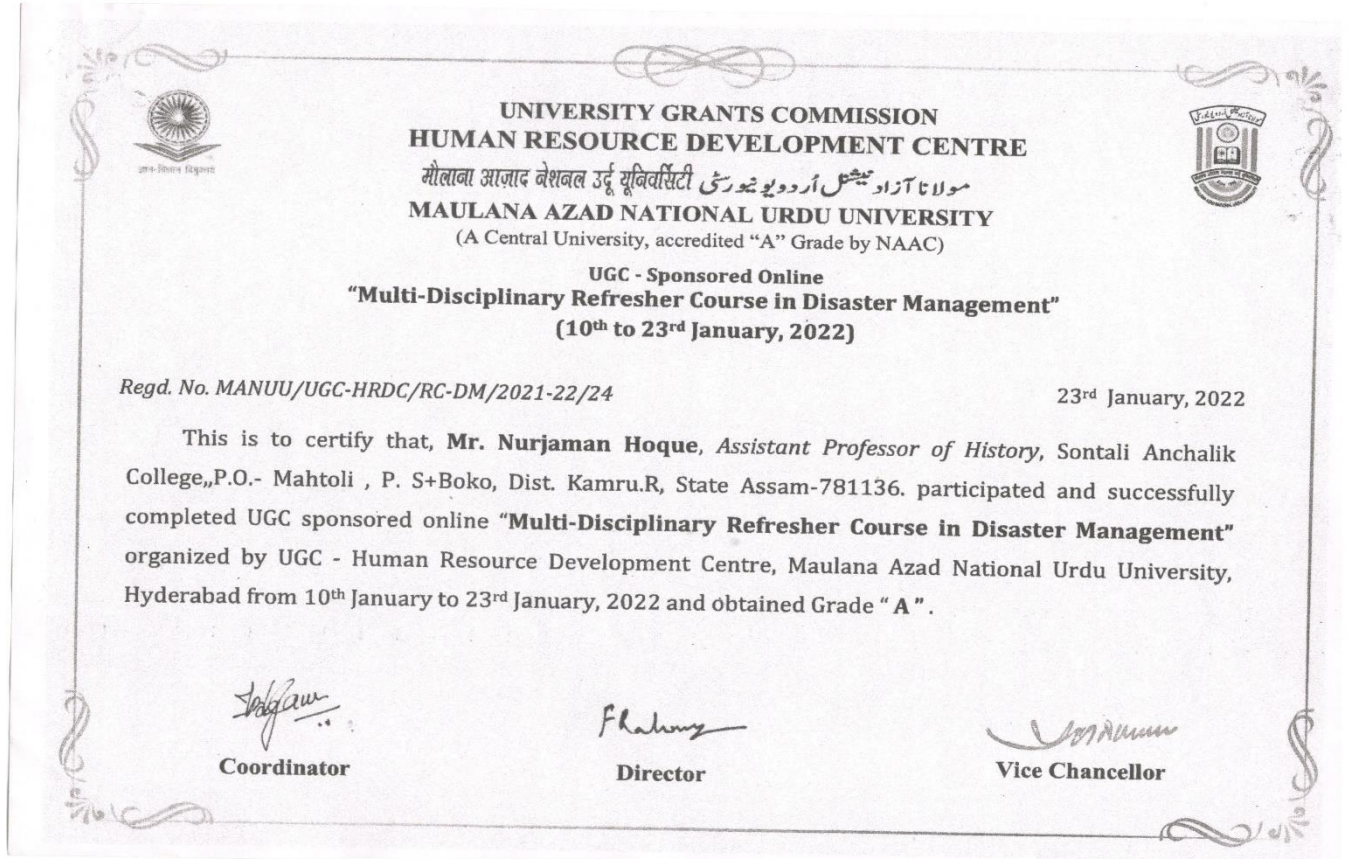 UNIVERSITY GRANTS COMMISSION
HUMAN RESOURCE DEVELOPMENT CENTRE
मौलाना आज़ाद नेशनल उर्दू यूनिवर्सिटी مولانا آزاد نیشنل اُردو یونیورسٹی
MAULANA AZAD NATIONAL URDU UNIVERSITY
(A Central University, accredited “A” Grade by NAAC)
ज्ञान-विज्ञान विमुक्तये
UGC - Sponsored Online
“Multi-Disciplinary Refresher Course in Disaster Management”
(10th to 23rd January, 2022)
Regd. No. MANUU/UGC-HRDC/RC-DM/2021-22/24 23rd January, 2022
This is to certify that, Mr. Nurjaman Hoque, Assistant Professor of History, Sontali Anchalik
College,,P.O.- Mahtoli , P. S+Boko, Dist. Kamru.R, State Assam-781136. participated and successfully
completed UGC sponsored online “Multi-Disciplinary Refresher Course in Disaster Management”
organized by UGC - Human Resource Development Centre, Maulana Azad National Urdu University,
Hyderabad from 10th January to 23rd January, 2022 and obtained Grade “ A ” .
Coordinator Director Vice Chancellor